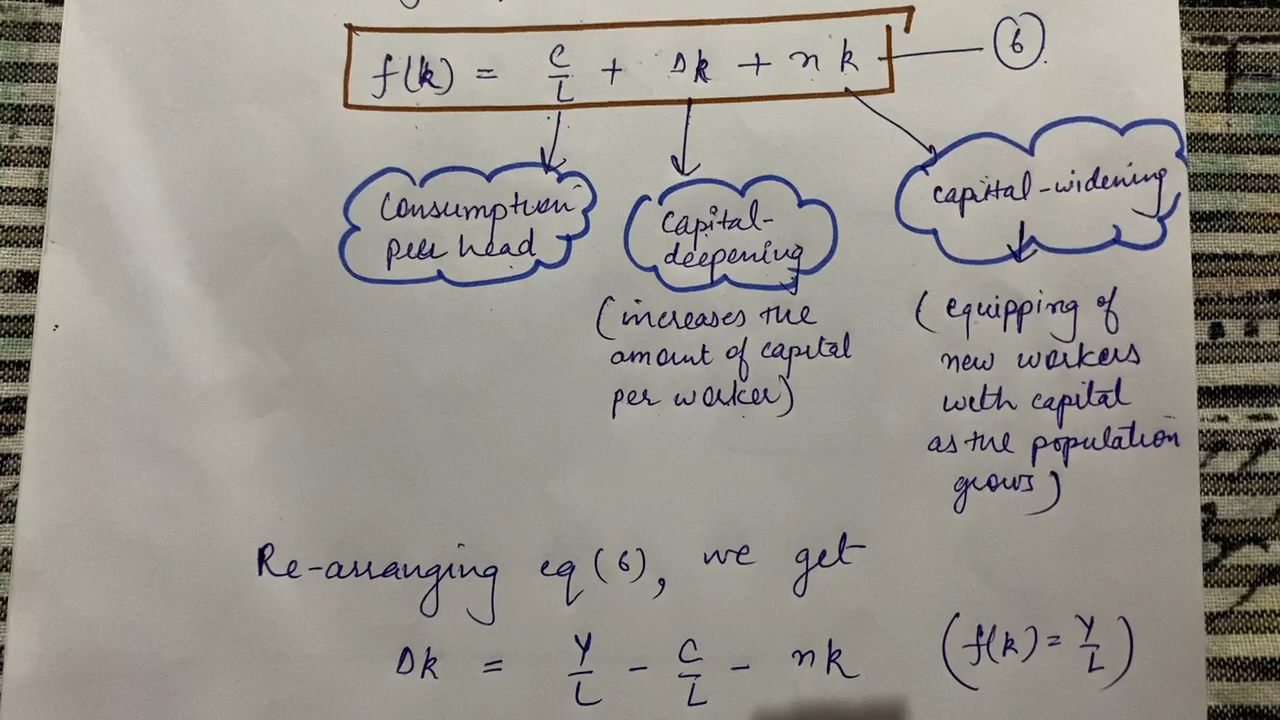 f(k) = C/L + Δk + nk — 6
Consumption
per head
Capital-
deepening
(increases the
amount of capital
per worker)
capital-widening
(equipping of
new workers
with capital
as the population
grows)
Re-arranging eq (6), we get
Δk = Y/L - C/L - nk (f(k) = Y/L)